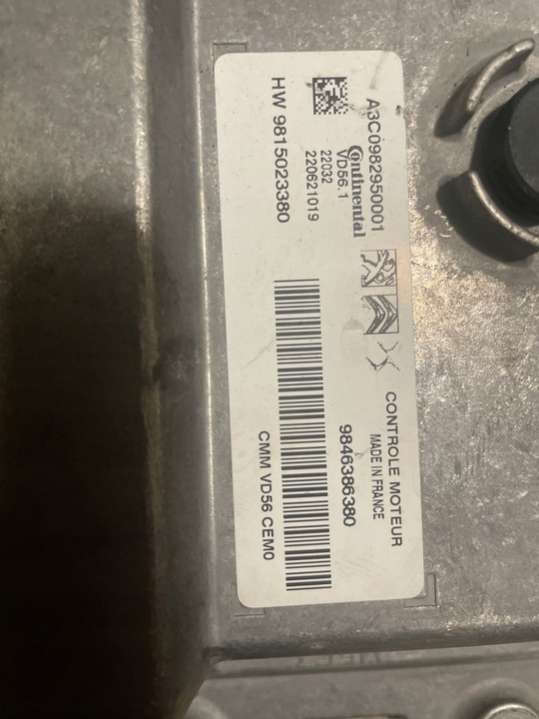 A3C0982950001
Continental
VD56.1
22032
220621019
HW 9815023380
CONTROLE MOTEUR
MADE IN FRANCE
9846386380
CMM VD56 CEM0